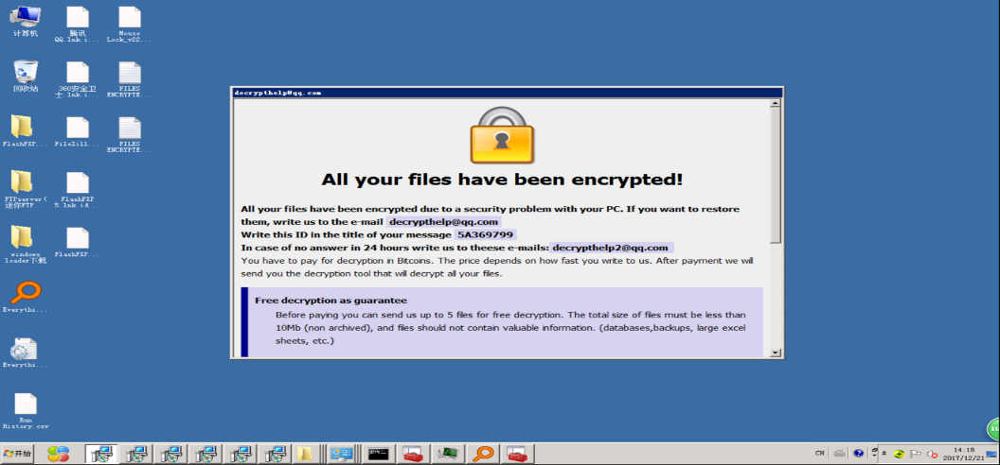 计算机
腾讯
QQ.lnk.i...
Mouse
Lock_v22...
回收站
360安全卫
士.lnk.i...
FILES
ENCRYPTE...
FlashFXP...
FileZill...
FILES
ENCRYPTE...
FTPserver(
迷你FTP...
FlashFXP
5.lnk.id...
windows
loader下载
FlashFXP...
Everythi...
Everythi...
Run
History.csv
decrypthelp@qq.com
All your files have been encrypted!
All your files have been encrypted due to a security problem with your PC. If you want to restore
them, write us to the e-mail decrypthelp@qq.com
Write this ID in the title of your message 5A369799
In case of no answer in 24 hours write us to theese e-mails: decrypthelp2@qq.com
You have to pay for decryption in Bitcoins. The price depends on how fast you write to us. After payment we will
send you the decryption tool that will decrypt all your files.
Free decryption as guarantee
Before paying you can send us up to 5 files for free decryption. The total size of files must be less than
10Mb (non archived), and files should not contain valuable information. (databases,backups, large excel
sheets, etc.)
开始
CH
14:18
2017/12/21